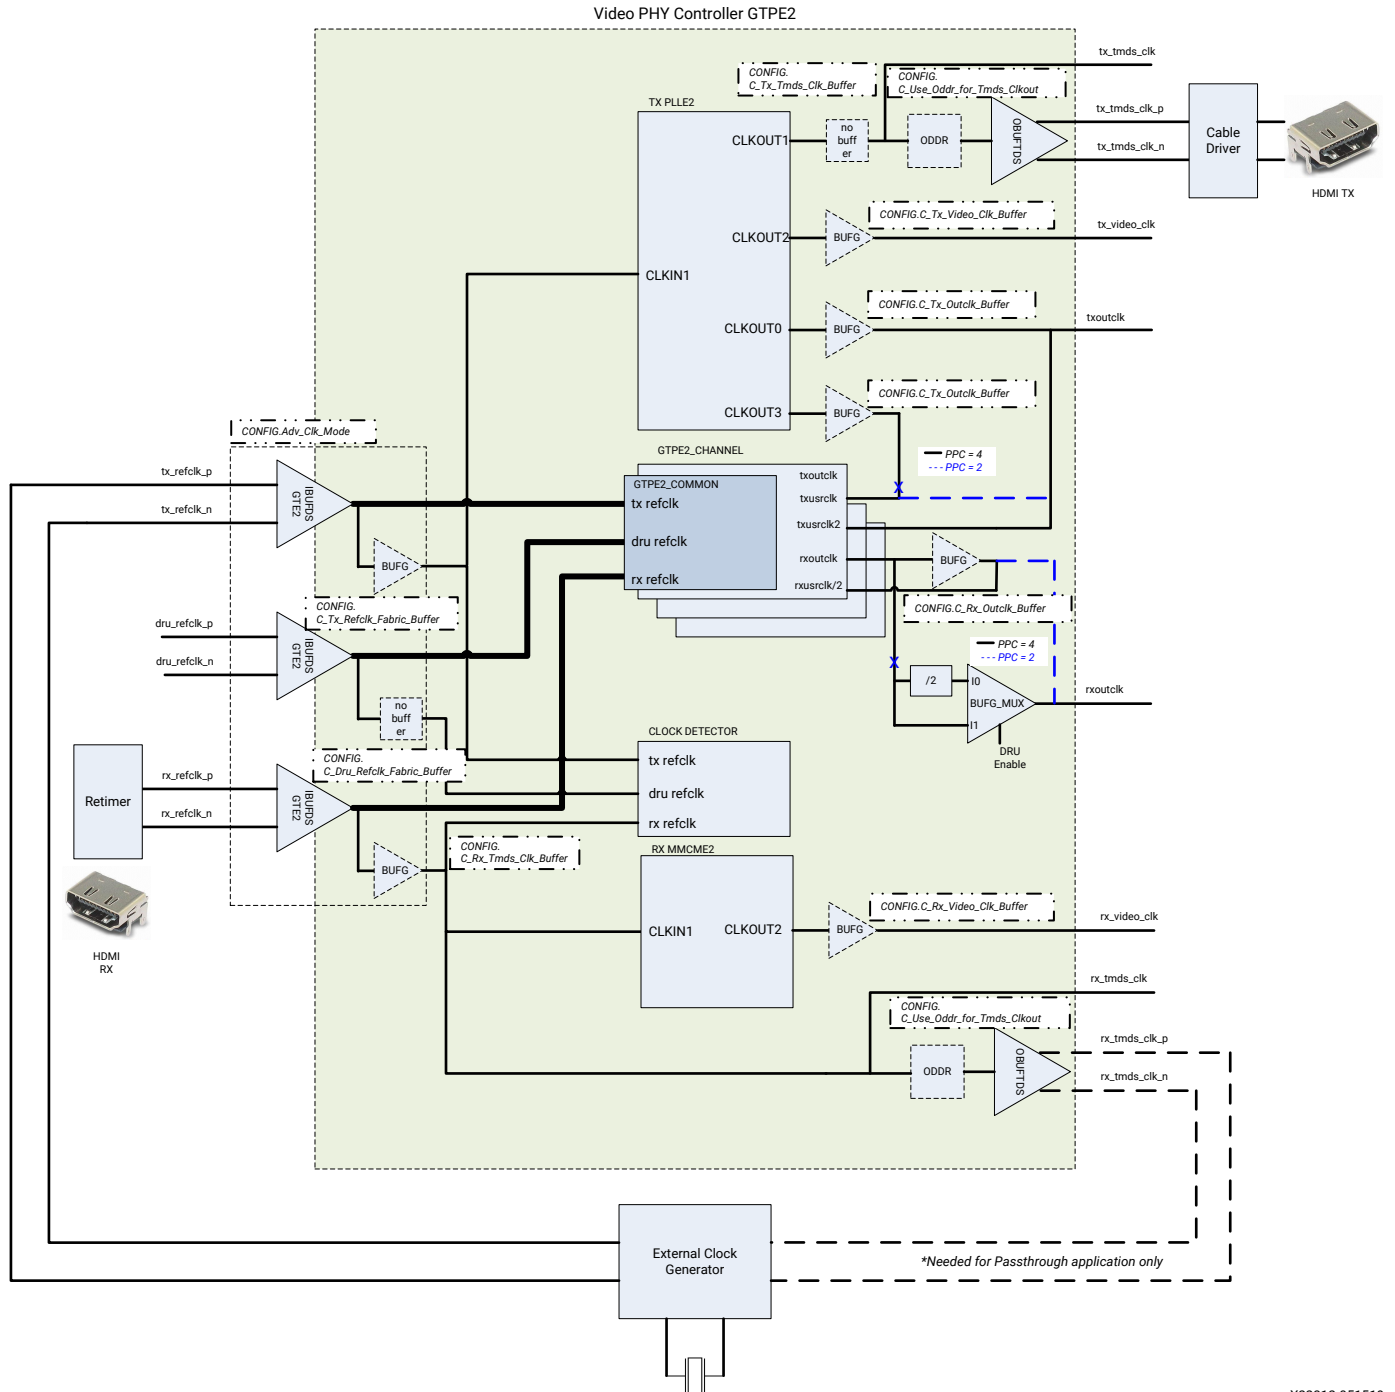 Video PHY Controller GTPE2
tx_tmds_clk
CONFIG.
C_Tx_Tmds_Clk_Buffer
CONFIG.
C_Use_Oddr_for_Tmds_Clkout
TX PLLE2
CLKOUT1
no
buff
er
ODDR
OBUFTDS
tx_tmds_clk_p
tx_tmds_clk_n
Cable
Driver
HDMI TX
CONFIG.C_Tx_Video_Clk_Buffer
CLKOUT2
BUFG
tx_video_clk
CLKIN1
CONFIG.C_Tx_Outclk_Buffer
CLKOUT0
BUFG
txoutclk
CONFIG.C_Tx_Outclk_Buffer
CLKOUT3
BUFG
CONFIG.Adv_Clk_Mode
GTPE2_CHANNEL
PPC = 4
PPC = 2
tx_refclk_p
tx_refclk_n
IBUFDS
GTE2
BUFG
GTPE2_COMMON
tx refclk
dru refclk
rx refclk
txoutclk
txusrclk
txusrclk2
rxoutclk
rxusrclk/2
X
BUFG
CONFIG.C_Rx_Outclk_Buffer
CONFIG.
C_Tx_Refclk_Fabric_Buffer
dru_refclk_p
dru_refclk_n
IBUFDS
GTE2
no
buff
er
PPC = 4
PPC = 2
X
/2
I0
BUFG_MUX
I1
DRU
Enable
rxoutclk
CLOCK DETECTOR
tx refclk
dru refclk
rx refclk
CONFIG.
C_Dru_Refclk_Fabric_Buffer
Retimer
rx_refclk_p
rx_refclk_n
IBUFDS
GTE2
BUFG
CONFIG.
C_Rx_Tmds_Clk_Buffer
HDMI
RX
RX MMCME2
CLKIN1
CLKOUT2
BUFG
CONFIG.C_Rx_Video_Clk_Buffer
rx_video_clk
rx_tmds_clk
CONFIG.
C_Use_Oddr_for_Tmds_Clkout
ODDR
OBUFTDS
rx_tmds_clk_p
rx_tmds_clk_n
External Clock
Generator
*Needed for Passthrough application only